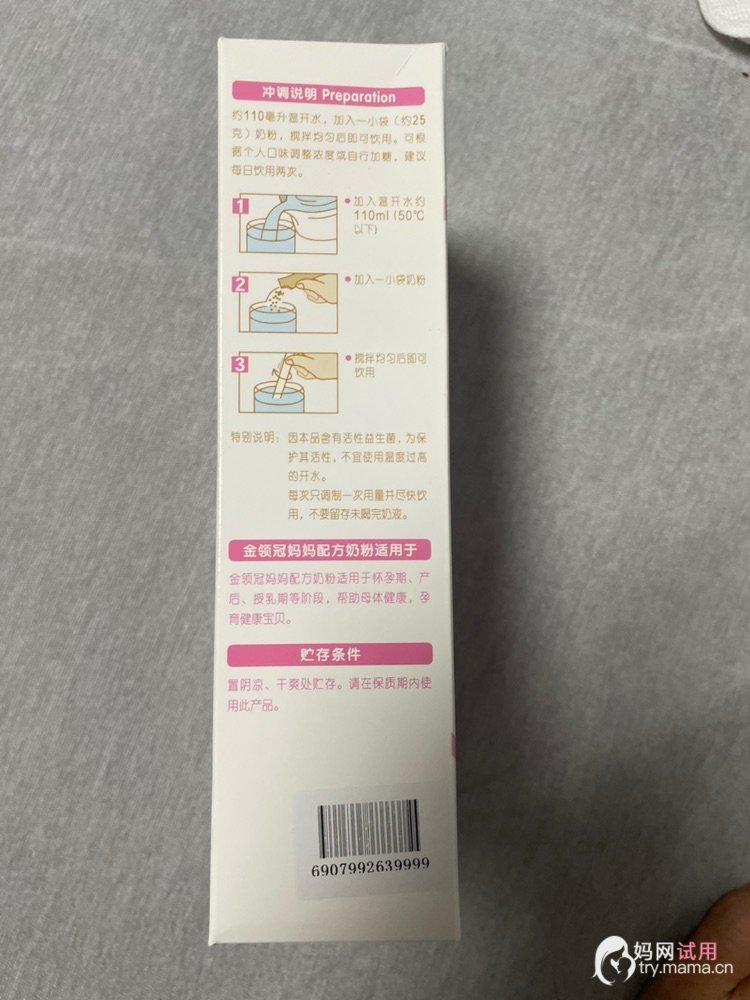 冲调说明 Preparation
约110毫升温开水，加入一小袋（约25
克）奶粉，搅拌均匀后即可饮用。可根
据个人口味调整浓度或自行加糖，建议
每日饮用两次。
1
●加入温开水约
110ml (50℃
以下)
2
●加入一小袋奶粉
3
●搅拌均匀后即可
饮用
特别说明：因本品含有活性益生菌，为保
护其活性，不宜使用温度过高
的开水。
每次只调制一次用量并尽快饮
用，不要留存未喝完奶液。
金领冠妈妈配方奶粉适用于
金领冠妈妈配方奶粉适用于怀孕期、产
后、授乳期等阶段，帮助母体健康，孕
育健康宝贝。
贮存条件
置阴凉、干爽处贮存。请在保质期内使
用此产品。
6907992639999
妈网试用
try.mama.cn